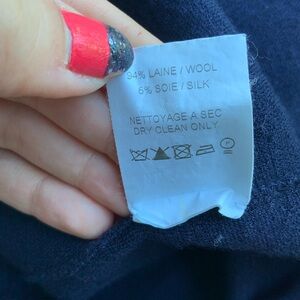 94% LAINE / WOOL
6% SOIE / SILK
NETTOYAGE A SEC
DRY CLEAN ONLY